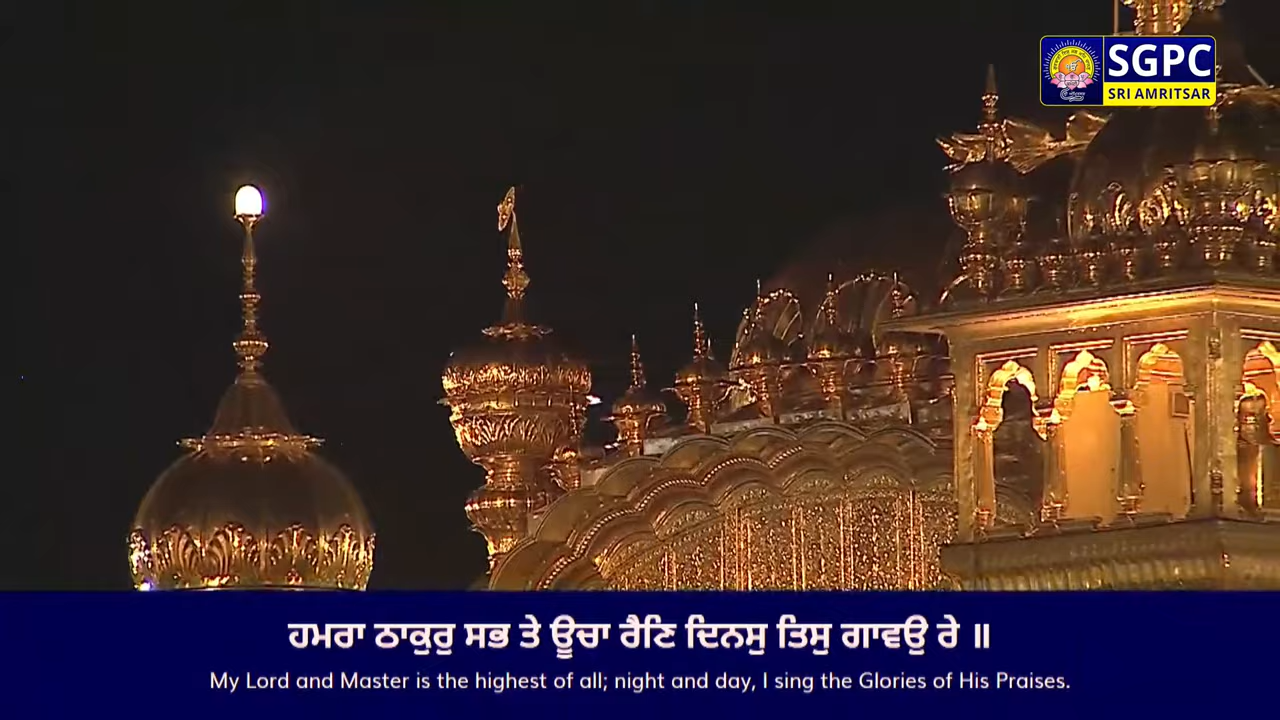 SGPC
SRI AMRITSAR
ਹਮਰਾ ਠਾਕੁਰੁ ਸਭ ਤੇ ਊਚਾ ਰੈਣਿ ਦਿਨਸੁ ਤਿਸੁ ਗਾਵਉ ਰੇ ॥
My Lord and Master is the highest of all; night and day, I sing the Glories of His Praises.